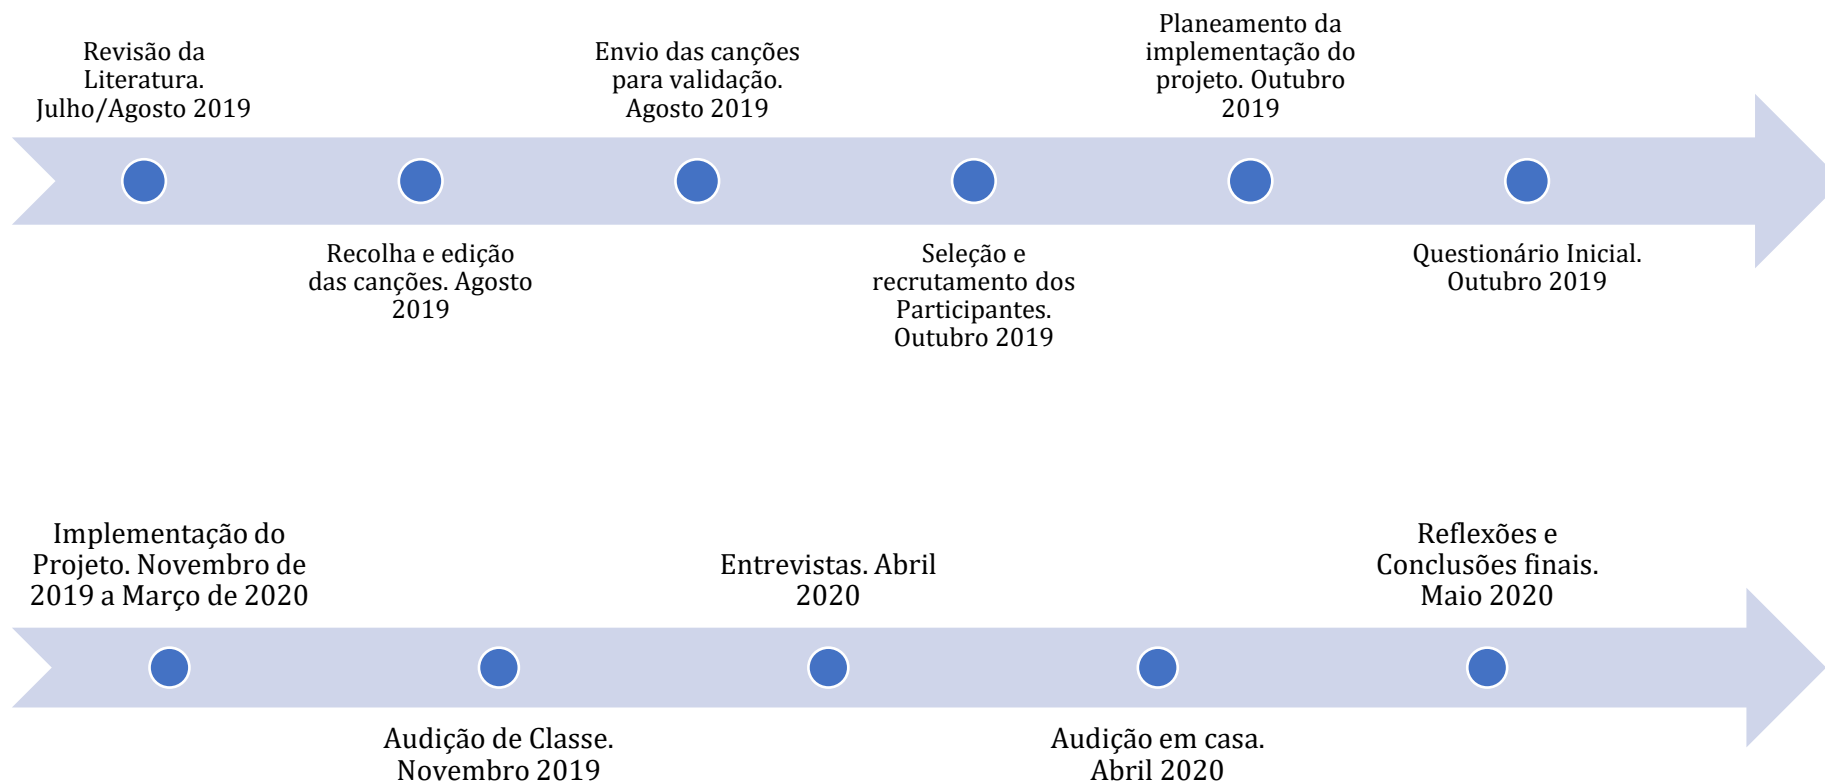 Revisão da
Literatura.
Julho/Agosto 2019
Recolha e edição
das canções. Agosto
2019
Envio das canções
para validação.
Agosto 2019
Seleção e
recrutamento dos
Participantes.
Outubro 2019
Planeamento da
implementação do
projeto. Outubro
2019
Questionário Inicial.
Outubro 2019
Implementação do
Projeto. Novembro de
2019 a Março de 2020
Audição de Classe.
Novembro 2019
Entrevistas. Abril
2020
Audição em casa.
Abril 2020
Reflexões e
Conclusões finais.
Maio 2020